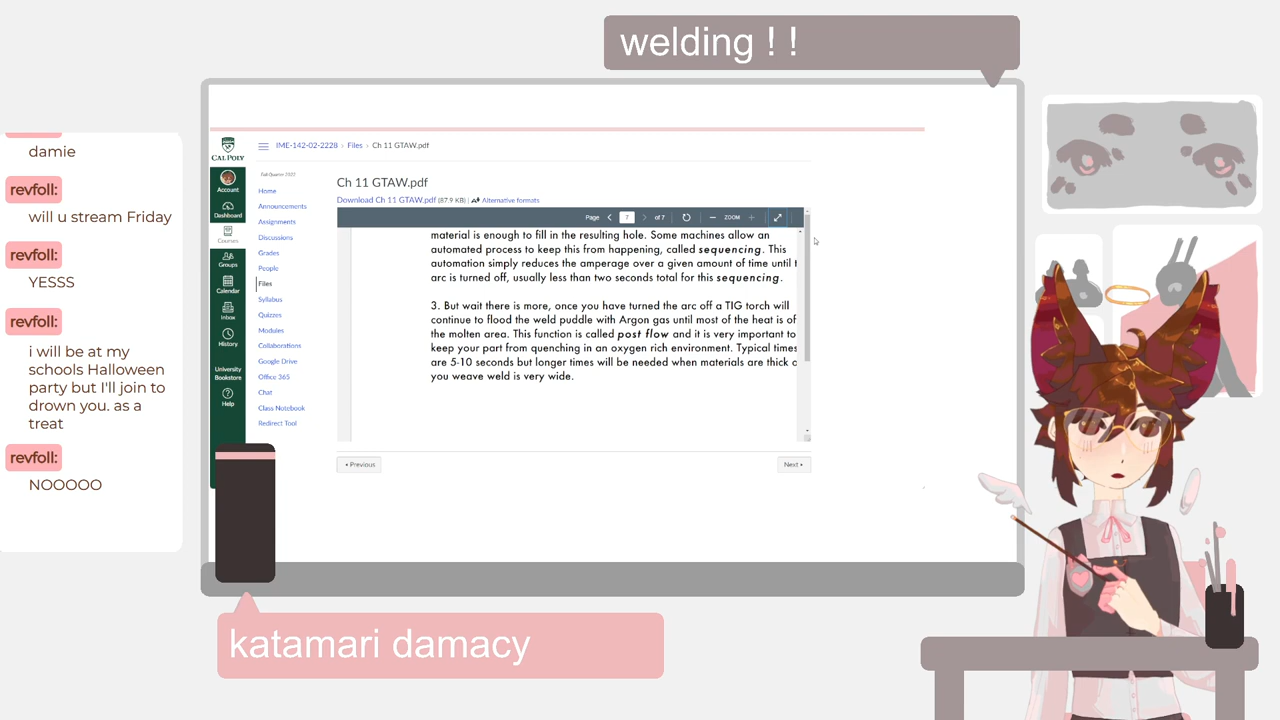 welding ! !
damie
revfoll:
will u stream Friday
revfoll:
YESSS
revfoll:
i will be at my
schools Halloween
party but I'll join to
drown you. as a
treat
revfoll:
NOOOOO
CAL POLY
Account
Dashboard
Courses
Groups
Calendar
Inbox
History
University
Bookstore
Help
IME-142-02-2228 › Files › Ch 11 GTAW.pdf
Fall Quarter 2022
Home
Announcements
Assignments
Discussions
Grades
People
Files
Syllabus
Quizzes
Modules
Collaborations
Google Drive
Office 365
Chat
Class Notebook
Redirect Tool
Ch 11 GTAW.pdf
Download Ch 11 GTAW.pdf (87.9 KB) | Alternative formats
Page 7 of 7 ZOOM
material is enough to fill in the resulting hole. Some machines allow an
automated process to keep this from happening, called sequencing. This
automation simply reduces the amperage over a given amount of time until t
arc is turned off, usually less than two seconds total for this sequencing.
3. But wait there is more, once you have turned the arc off a TIG torch will
continue to flood the weld puddle with Argon gas until most of the heat is of
the molten area. This function is called post flow and it is very important to
keep your part from quenching in an oxygen rich environment. Typical times
are 5-10 seconds but longer times will be needed when materials are thick o
you weave weld is very wide.
◂ Previous
Next ▸
katamari damacy